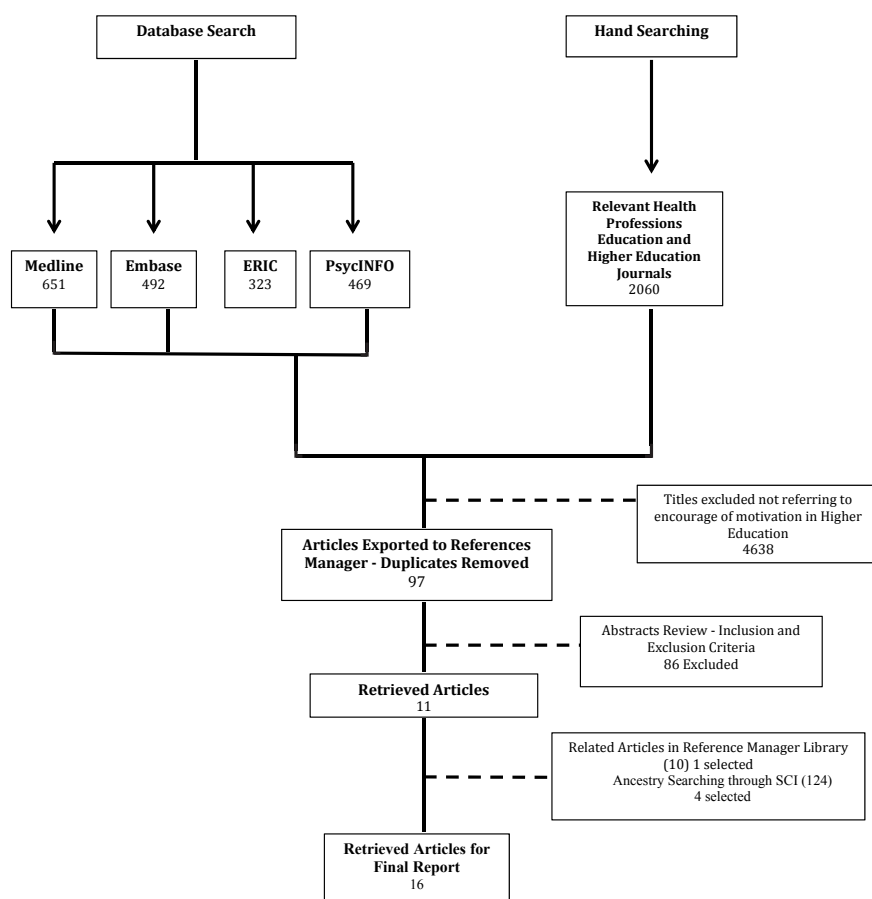 Database Search
Hand Searching
Relevant Health
Professions
Education and
Higher Education
Journals
2060
Medline
651
Embase
492
ERIC
323
PsycINFO
469
Titles excluded not referring to
encourage of motivation in Higher
Education
4638
Articles Exported to References
Manager - Duplicates Removed
97
Abstracts Review - Inclusion and
Exclusion Criteria
86 Excluded
Retrieved Articles
11
Related Articles in Reference Manager Library
(10) 1 selected
Ancestry Searching through SCI (124)
4 selected
Retrieved Articles for
Final Report
16